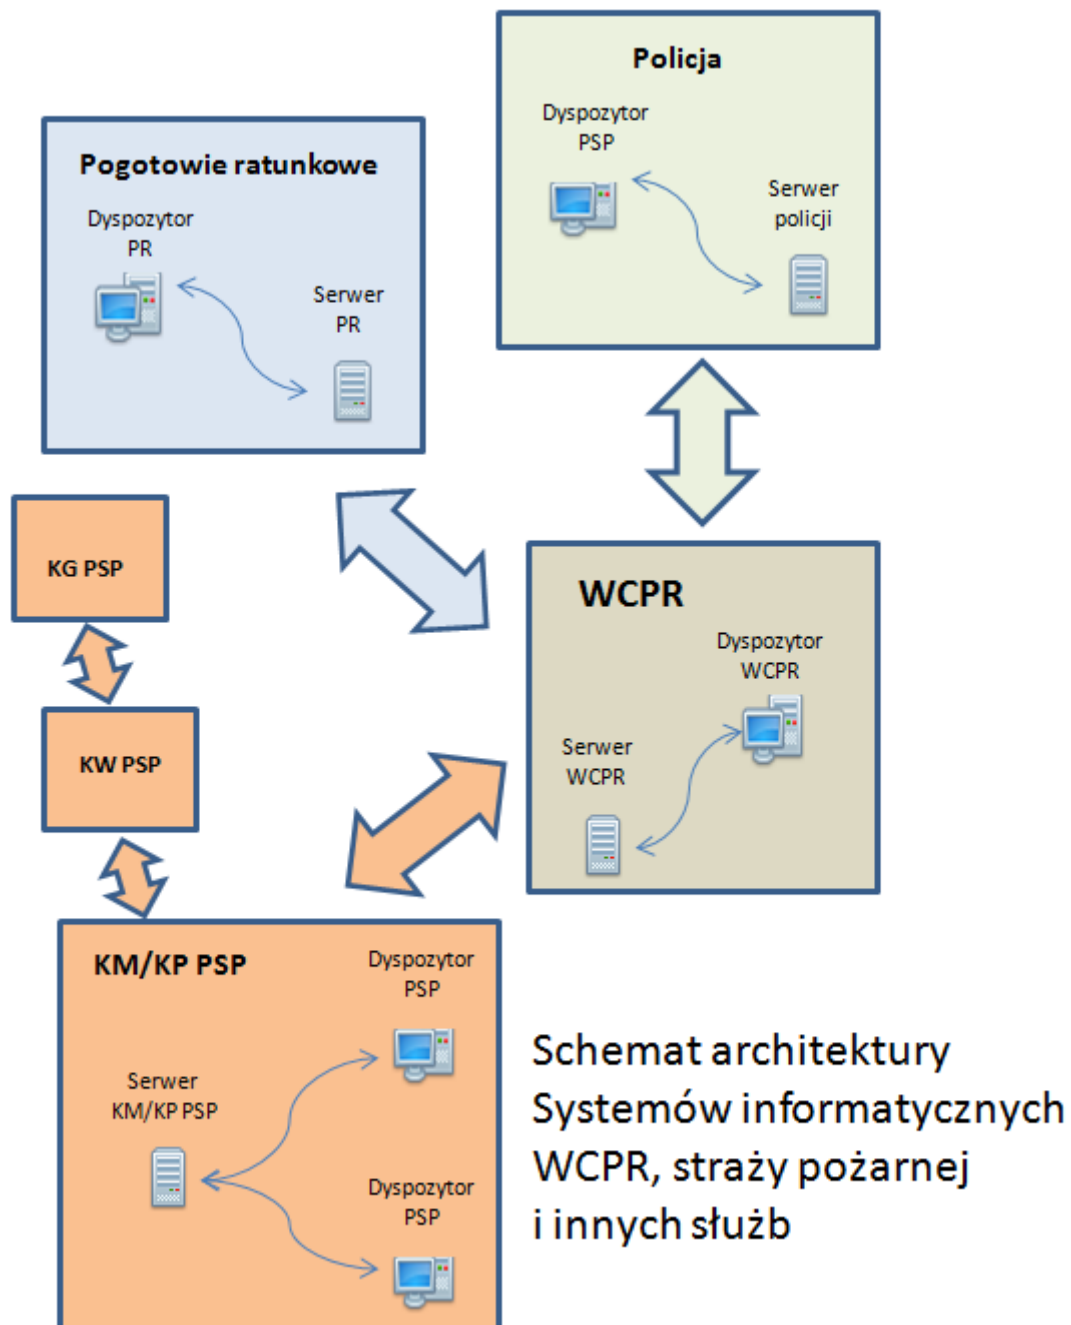 Policja
Dyspozytor
PSP
Serwer
policji
Pogotowie ratunkowe
Dyspozytor
PR
Serwer
PR
KG PSP
KW PSP
WCPR
Dyspozytor
WCPR
Serwer
WCPR
KM/KP PSP
Dyspozytor
PSP
Serwer
KM/KP PSP
Dyspozytor
PSP
Schemat architektury
Systemów informatycznych
WCPR, straży pożarnej
i innych służb